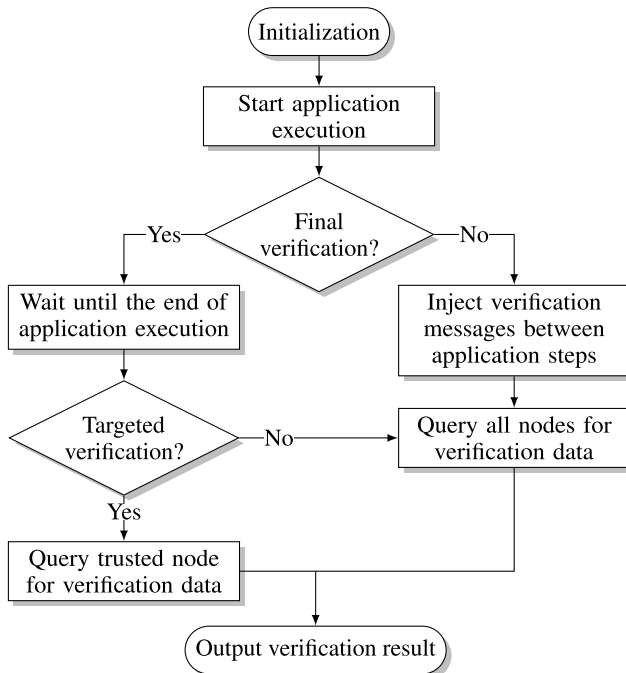 Initialization
Start application
execution
Final
verification?
Yes
No
Wait until the end of
application execution
Inject verification
messages between
application steps
Targeted
verification?
No
Query all nodes for
verification data
Yes
Query trusted node
for verification data
Output verification result